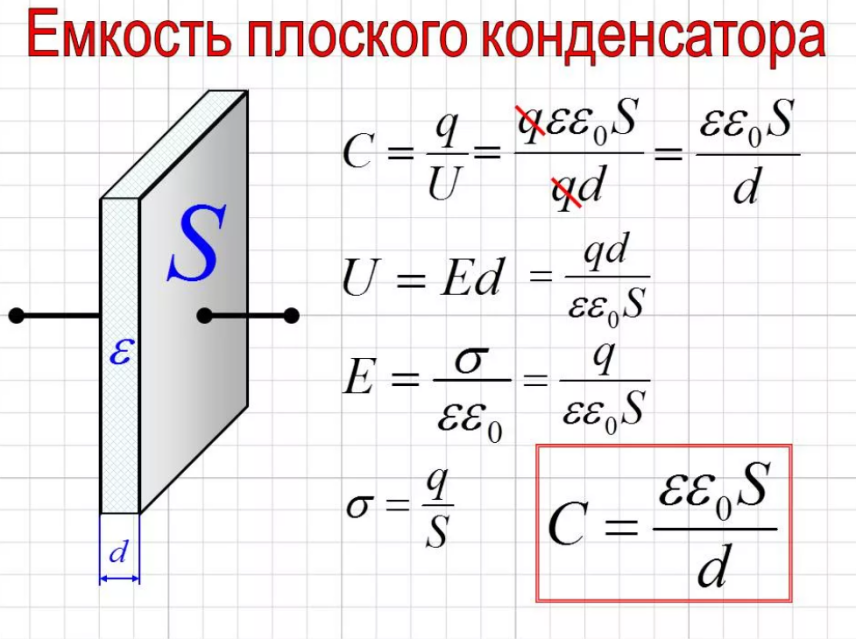 Емкость плоского конденсатора
C = q/U = qεε₀S/qd = εε₀S/d
U = Ed = qd/εε₀S
E = σ/εε₀ = q/εε₀S
σ = q/S
C = εε₀S/d
S
ε
d